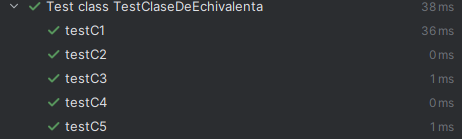 Test class TestClaseDeEchivalenta 38 ms
testC1 36 ms
testC2 0 ms
testC3 1 ms
testC4 0 ms
testC5 1 ms